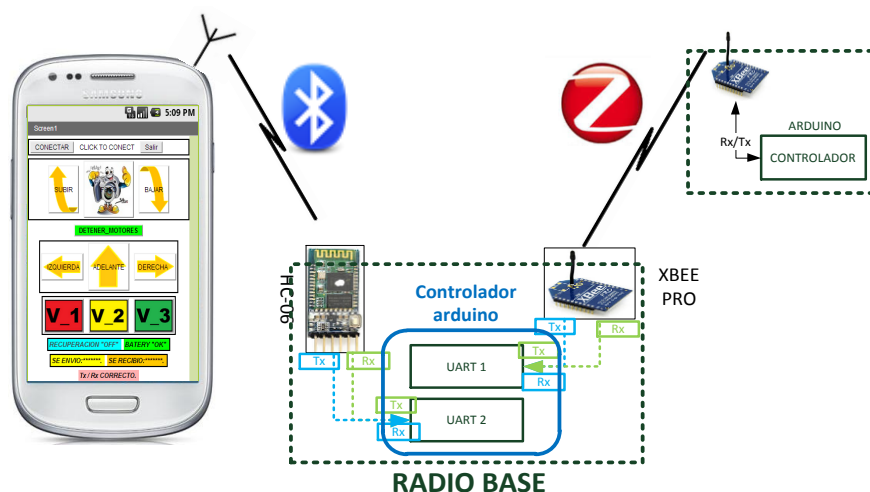 SAMSUNG
5:09 PM
Screen1
CONECTAR CLICK TO CONECT Salir
SUBIR BAJAR
DETENER_MOTORES
IZQUIERDA ADELANTE DERECHA
V_1 V_2 V_3
RECUPERACION "OFF" BATERY "OK"
SE ENVIO:*******. SE RECIBIO:*******.
Tx / Rx CORRECTO.
HC-06
Tx Rx
Controlador
arduino
UART 1
Tx
Rx
UART 2
Tx
Rx
Tx Rx
XBEE
PRO
RADIO BASE
Rx/Tx
ARDUINO
CONTROLADOR